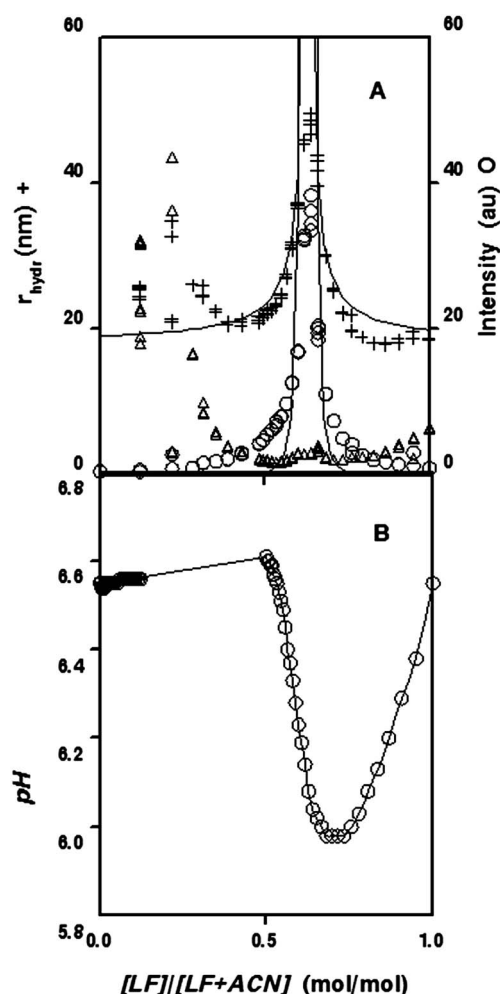 60
60
A
r_hydr (nm) +
Intensity (au) O
40
40
20
20
0
0
6.8
B
6.6
6.4
pH
6.2
6.0
5.8
0.0
0.5
1.0
[LF]/[LF+ACN] (mol/mol)